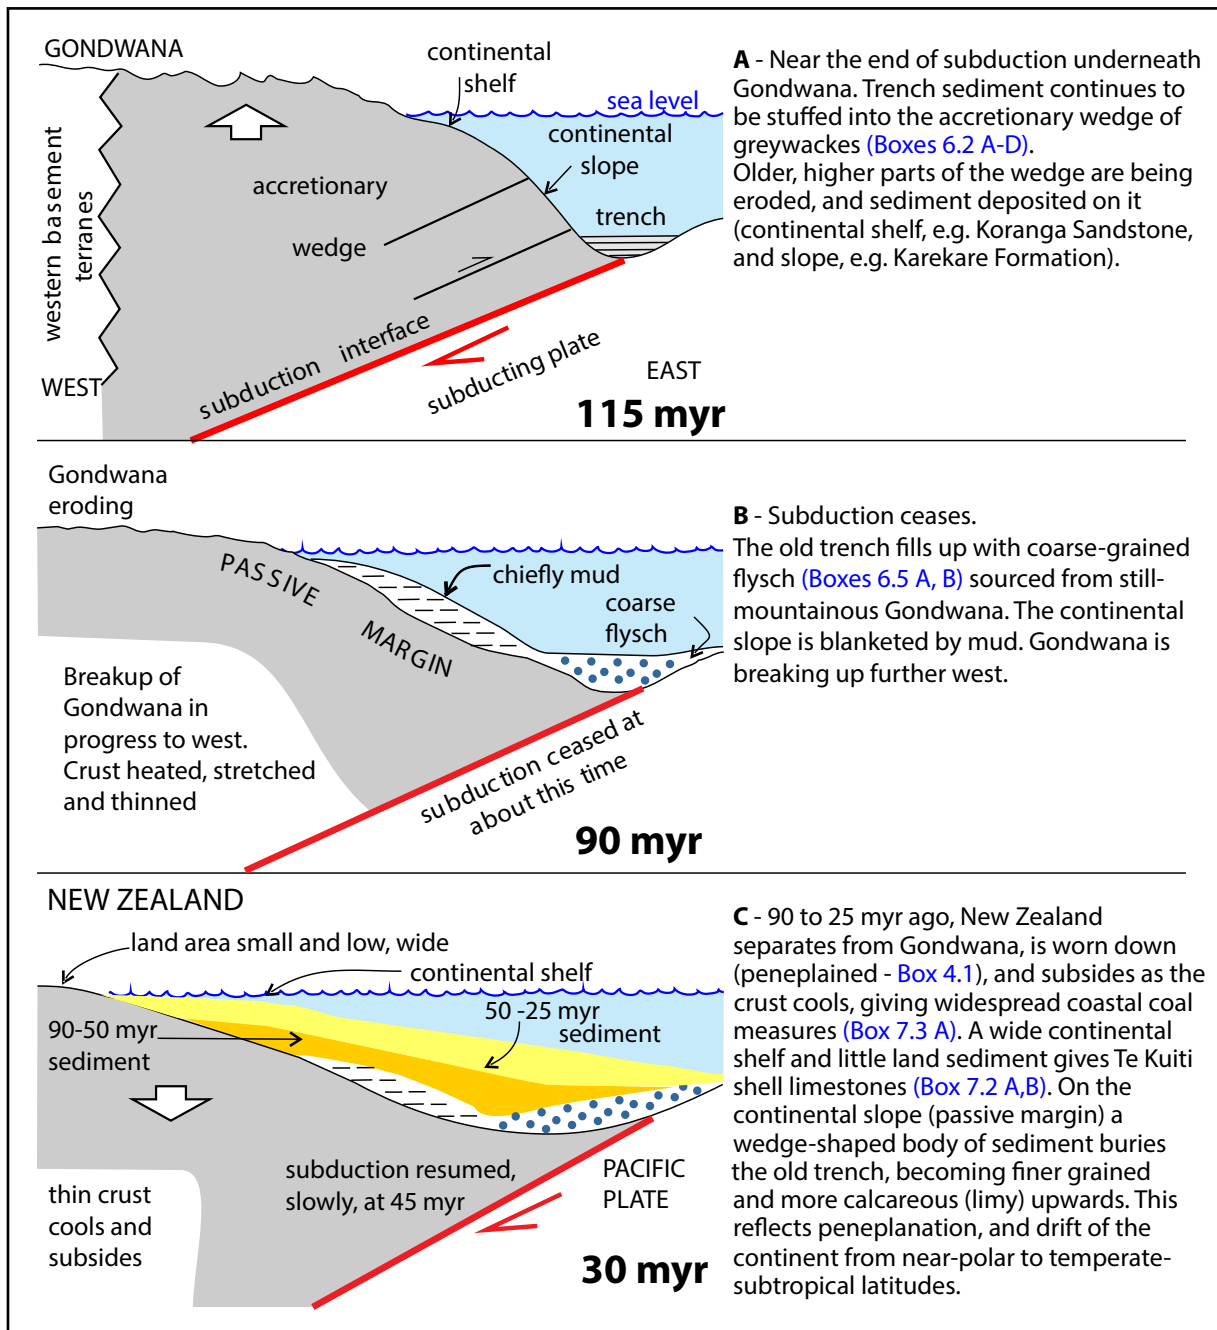 GONDWANA
continental
shelf
sea level
continental
slope
accretionary
wedge
trench
western basement
terranes
WEST
subduction interface
subducting plate
EAST
115 myr
A - Near the end of subduction underneath
Gondwana. Trench sediment continues to
be stuffed into the accretionary wedge of
greywackes (Boxes 6.2 A-D).
Older, higher parts of the wedge are being
eroded, and sediment deposited on it
(continental shelf, e.g. Koranga Sandstone,
and slope, e.g. Karekare Formation).
Gondwana
eroding
PASSIVE
MARGIN
chiefly mud
coarse
flysch
Breakup of
Gondwana in
progress to west.
Crust heated, stretched
and thinned
subduction ceased at
about this time
90 myr
B - Subduction ceases.
The old trench fills up with coarse-grained
flysch (Boxes 6.5 A, B) sourced from still-
mountainous Gondwana. The continental
slope is blanketed by mud. Gondwana is
breaking up further west.
NEW ZEALAND
land area small and low, wide
continental shelf
50 -25 myr
sediment
90-50 myr
sediment
subduction resumed,
slowly, at 45 myr
PACIFIC
PLATE
thin crust
cools and
subsides
30 myr
C - 90 to 25 myr ago, New Zealand
separates from Gondwana, is worn down
(peneplained - Box 4.1), and subsides as the
crust cools, giving widespread coastal coal
measures (Box 7.3 A). A wide continental
shelf and little land sediment gives Te Kuiti
shell limestones (Box 7.2 A,B). On the
continental slope (passive margin) a
wedge-shaped body of sediment buries
the old trench, becoming finer grained
and more calcareous (limy) upwards. This
reflects peneplanation, and drift of the
continent from near-polar to temperate-
subtropical latitudes.